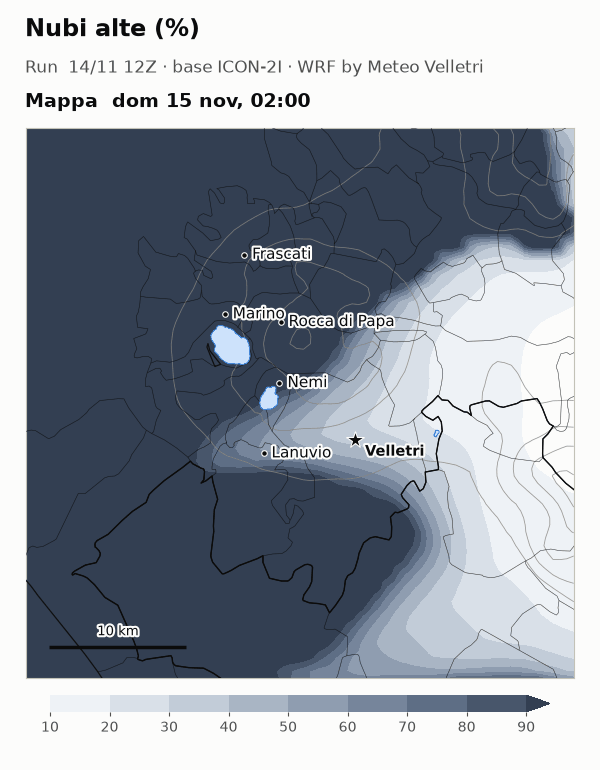 Nubi alte (%)
Run  14/11 12Z · base ICON-2I · WRF by Meteo Velletri
Mappa  dom 15 nov, 02:00
Frascati
Marino
Rocca di Papa
Nemi
Velletri
Lanuvio
10 km
10 20 30 40 50 60 70 80 90